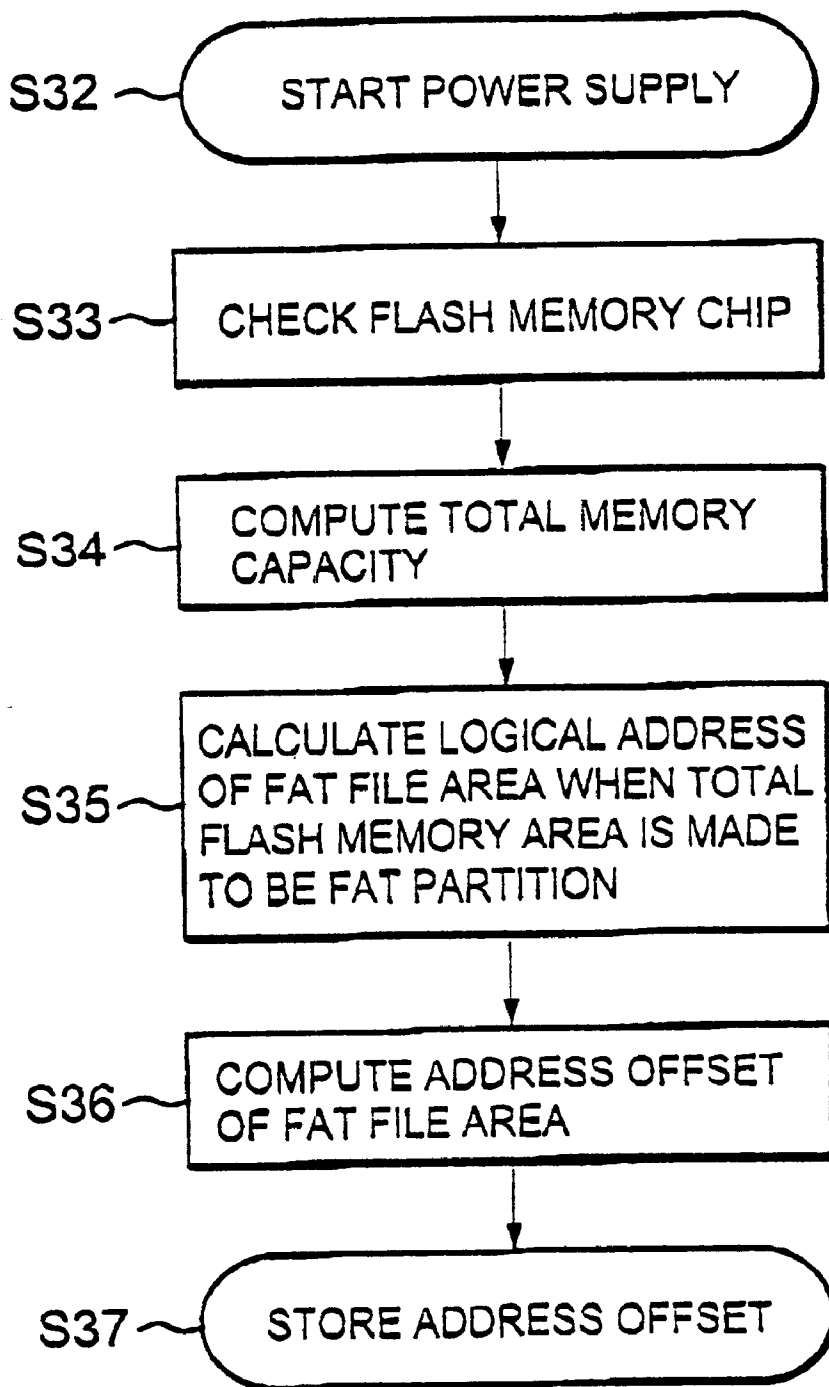 S32
START POWER SUPPLY
S33
CHECK FLASH MEMORY CHIP
S34
COMPUTE TOTAL MEMORY
CAPACITY
S35
CALCULATE LOGICAL ADDRESS
OF FAT FILE AREA WHEN TOTAL
FLASH MEMORY AREA IS MADE
TO BE FAT PARTITION
S36
COMPUTE ADDRESS OFFSET
OF FAT FILE AREA
S37
STORE ADDRESS OFFSET